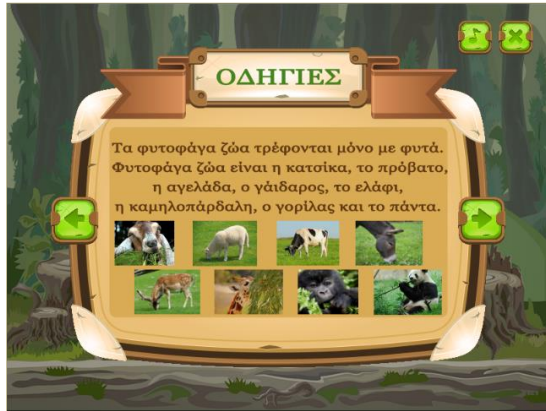 ΟΔΗΓΙΕΣ
Τα φυτοφάγα ζώα τρέφονται μόνο με φυτά.
Φυτοφάγα ζώα είναι η κατσίκα, το πρόβατο,
η αγελάδα, ο γάιδαρος, το ελάφι,
η καμηλοπάρδαλη, ο γορίλας και το πάντα.